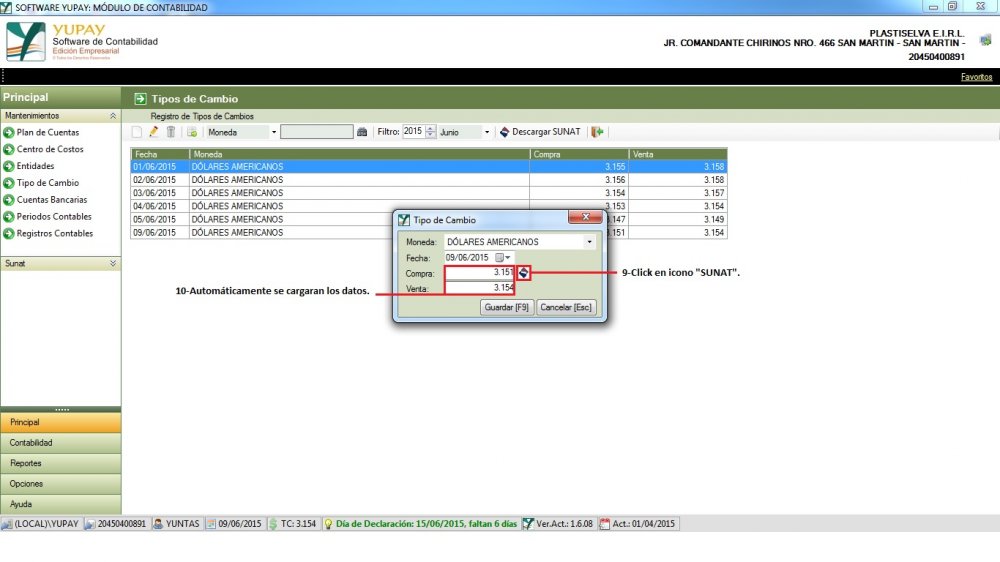 SOFTWARE YUPAY: MÓDULO DE CONTABILIDAD
YUPAY
Software de Contabilidad
Edición Empresarial
© Todos los Derechos Reservados
PLASTISELVA E.I.R.L.
JR. COMANDANTE CHIRINOS NRO. 466 SAN MARTIN - SAN MARTIN -
20450400891
Favoritos
Principal
Tipos de Cambio
Mantenimientos
Registro de Tipos de Cambios
Plan de Cuentas
Centro de Costos
Entidades
Tipo de Cambio
Cuentas Bancarias
Periodos Contables
Registros Contables
Sunat
Moneda Filtro: 2015 Junio Descargar SUNAT
Fecha Moneda Compra Venta
01/06/2015 DÓLARES AMERICANOS 3.155 3.158
02/06/2015 DÓLARES AMERICANOS 3.156 3.158
03/06/2015 DÓLARES AMERICANOS 3.154 3.157
04/06/2015 DÓLARES AMERICANOS 3.153 3.154
05/06/2015 DÓLARES AMERICANOS 3.147 3.149
09/06/2015 DÓLARES AMERICANOS 3.151 3.154
Tipo de Cambio
Moneda: DÓLARES AMERICANOS
Fecha: 09/06/2015
Compra: 3.151
Venta: 3.154
Guardar [F9] Cancelar [Esc]
9-Click en icono "SUNAT".
10-Automáticamente se cargaran los datos.
Principal
Contabilidad
Reportes
Opciones
Ayuda
(LOCAL)\YUPAY 20450400891 YUNTAS 09/06/2015 TC: 3.154 Día de Declaración: 15/06/2015, faltan 6 días Ver.Act.: 1.6.08 Act.: 01/04/2015